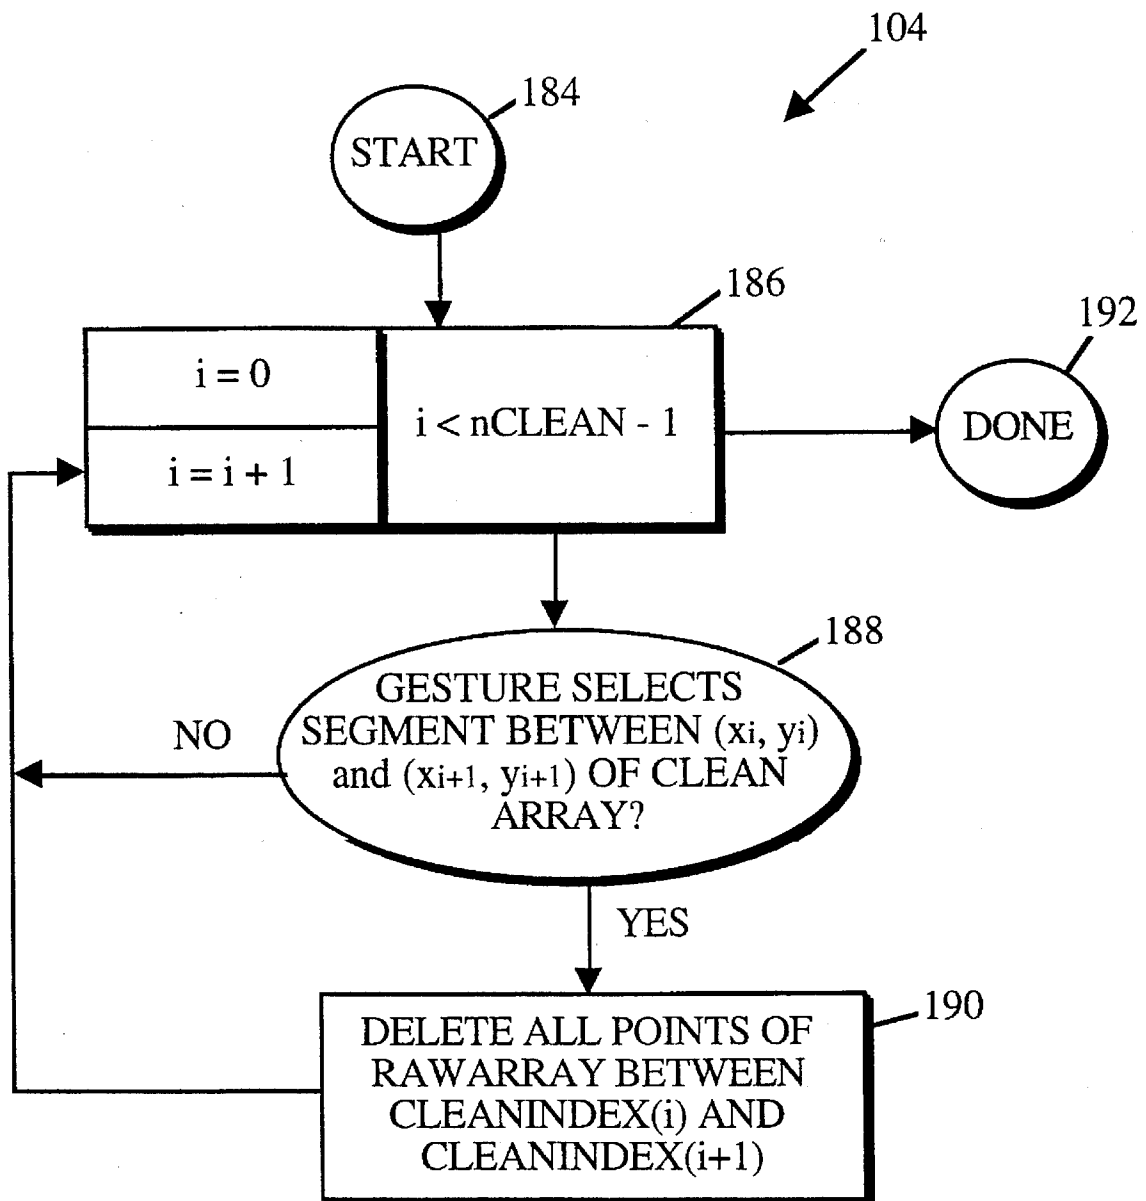 104
184
START
186
192
i = 0
i < nCLEAN - 1
DONE
i = i + 1
188
GESTURE SELECTS
SEGMENT BETWEEN (xi, yi)
and (xi+1, yi+1) OF CLEAN
ARRAY?
NO
YES
190
DELETE ALL POINTS OF
RAWARRAY BETWEEN
CLEANINDEX(i) AND
CLEANINDEX(i+1)